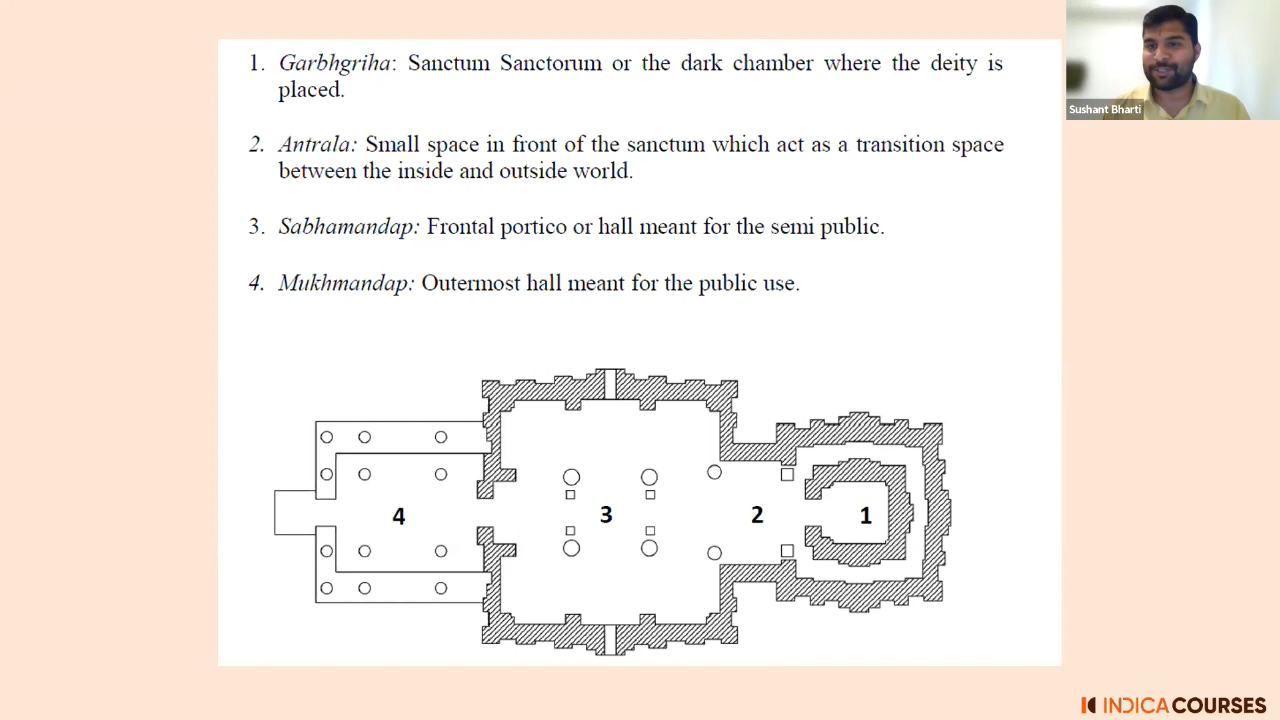 1. Garbhgriha: Sanctum Sanctorum or the dark chamber where the deity is
placed.
2. Antrala: Small space in front of the sanctum which act as a transition space
between the inside and outside world.
3. Sabhamandap: Frontal portico or hall meant for the semi public.
4. Mukhmandap: Outermost hall meant for the public use.
4 3 2 1
Sushant Bharti
INDICA COURSES